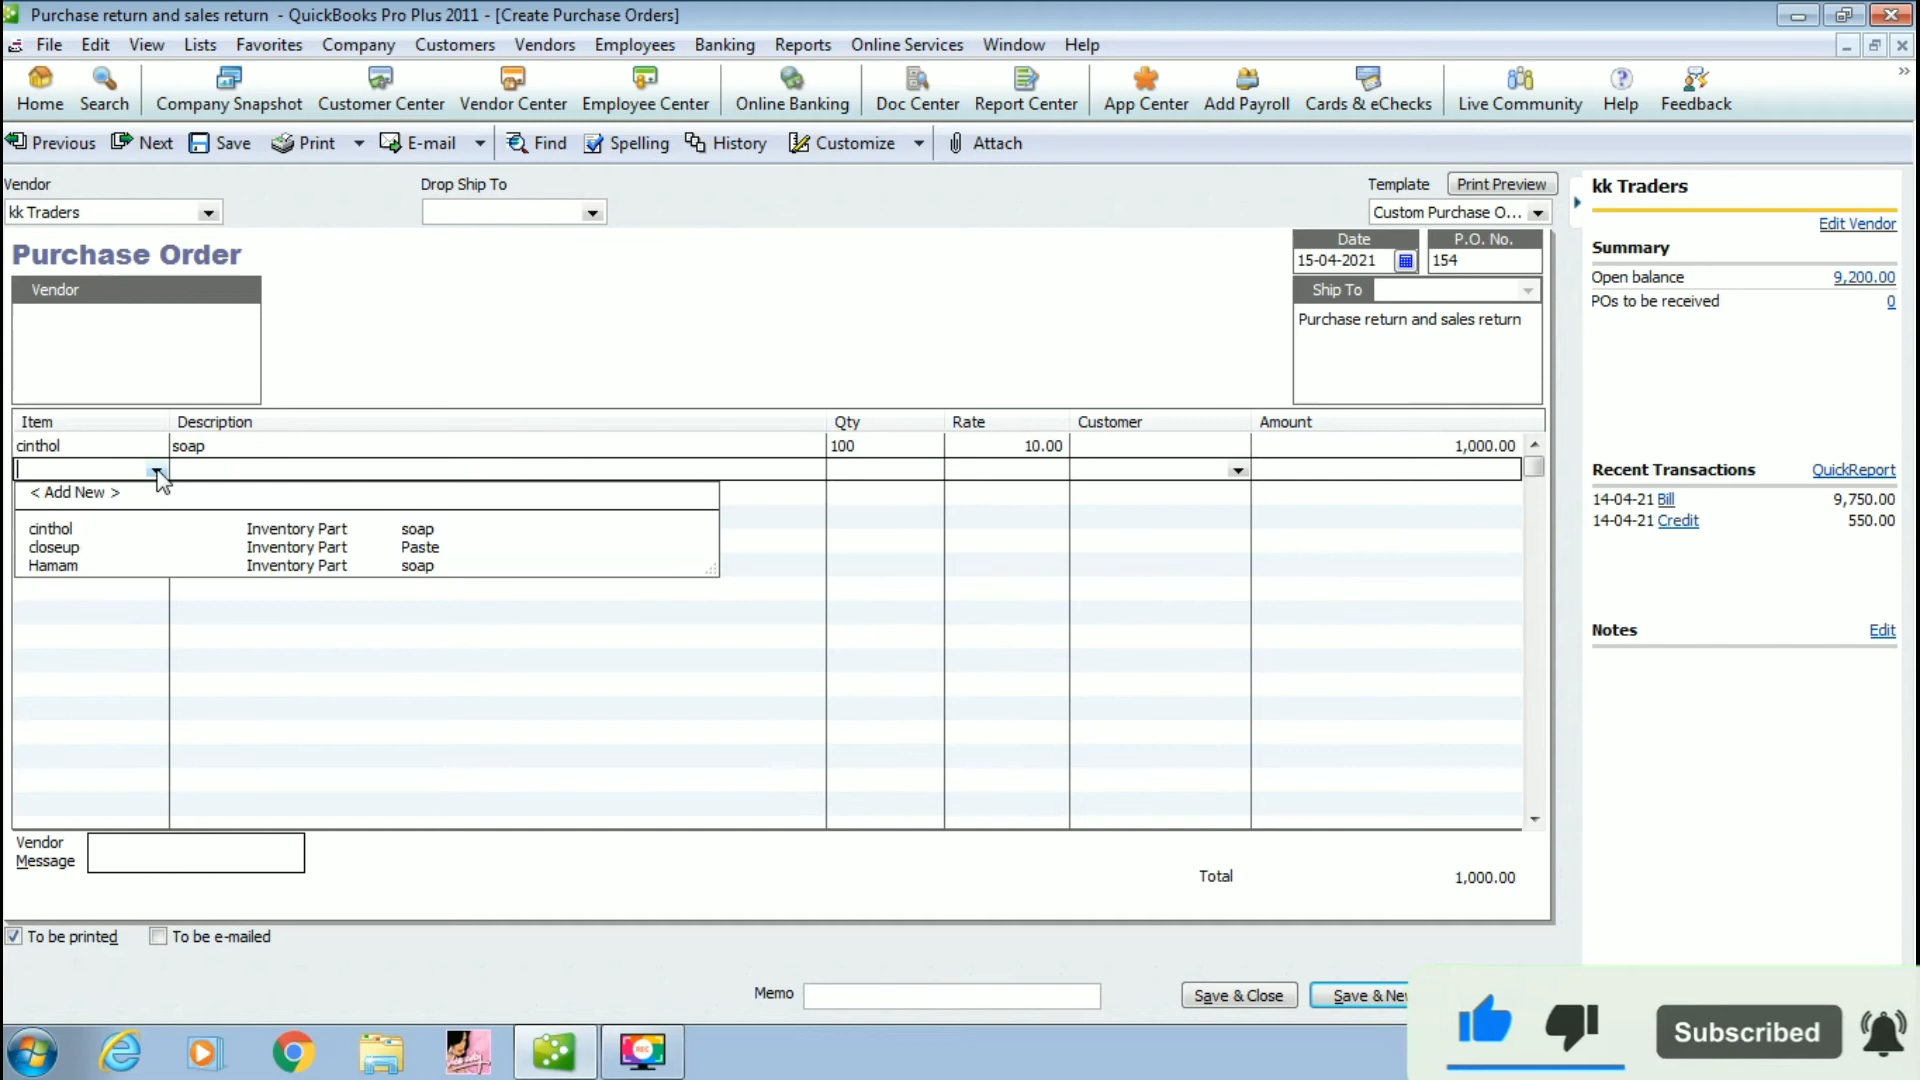 Purchase return and sales return - QuickBooks Pro Plus 2011 - [Create Purchase Orders]
File Edit View Lists Favorites Company Customers Vendors Employees Banking Reports Online Services Window Help
Home Search Company Snapshot Customer Center Vendor Center Employee Center Online Banking Doc Center Report Center App Center Add Payroll Cards & eChecks Live Community Help Feedback
Previous Next Save Print E-mail Find Spelling History Customize Attach
Vendor Drop Ship To Template Print Preview
kk Traders Custom Purchase O...
Purchase Order
Date P.O. No.
15-04-2021 154
Vendor Ship To
Purchase return and sales return
Item Description Qty Rate Customer Amount
cinthol soap 100 10.00 1,000.00
< Add New >
cinthol Inventory Part soap
closeup Inventory Part Paste
Hamam Inventory Part soap
Vendor
Message
Total 1,000.00
To be printed To be e-mailed
Memo Save & Close Save & New
kk Traders
Edit Vendor
Summary
Open balance 9,200.00
POs to be received 0
Recent Transactions QuickReport
14-04-21 Bill 9,750.00
14-04-21 Credit 550.00
Notes Edit
REC
Subscribed